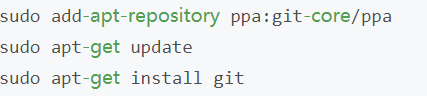 sudo add-apt-repository ppa:git-core/ppa
sudo apt-get update
sudo apt-get install git